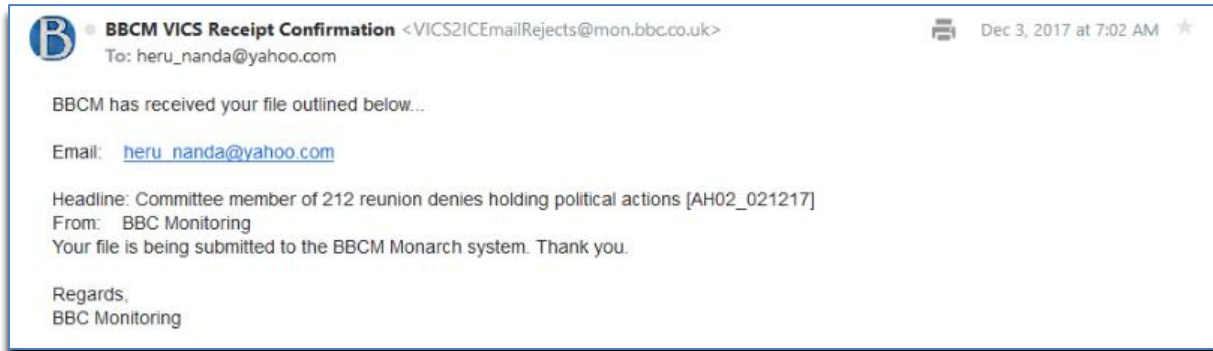 B
BBCM VICS Receipt Confirmation <VICS2ICEmailRejects@mon.bbc.co.uk> Dec 3, 2017 at 7:02 AM
To: heru_nanda@yahoo.com
BBCM has received your file outlined below...
Email: heru_nanda@yahoo.com
Headline: Committee member of 212 reunion denies holding political actions [AH02_021217]
From: BBC Monitoring
Your file is being submitted to the BBCM Monarch system. Thank you.
Regards,
BBC Monitoring